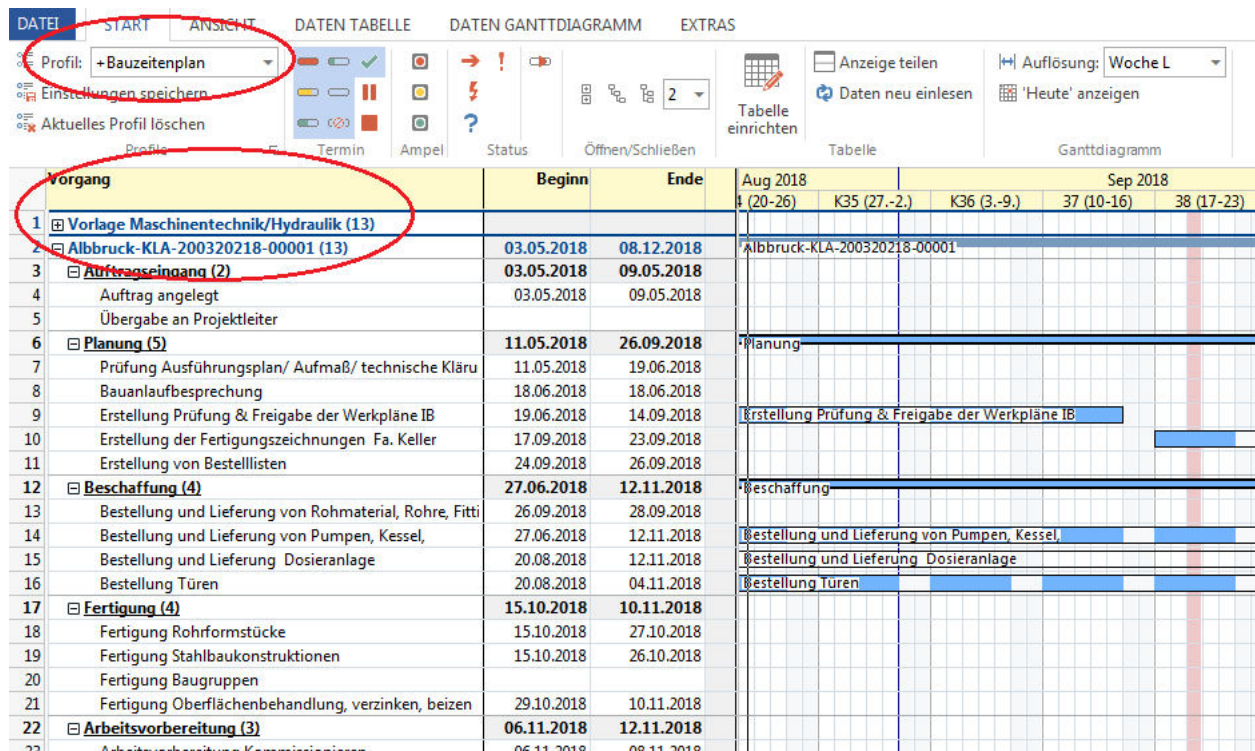 DATEI START ANSICHT DATEN TABELLE DATEN GANTTDIAGRAMM EXTRAS
Profil: +Bauzeitenplan
Einstellungen speichern
Aktuelles Profil löschen
Profile
Termin
Ampel
Status
2
Öffnen/Schließen
Tabelle einrichten
Anzeige teilen
Daten neu einlesen
Tabelle
Auflösung: Woche L
'Heute' anzeigen
Ganttdiagramm
Vorgang Beginn Ende Aug 2018 Sep 2018
(20-26) K35 (27.-2.) K36 (3.-9.) 37 (10-16) 38 (17-23)
1 Vorlage Maschinentechnik/Hydraulik (13)
2 Albbruck-KLA-200320218-00001 (13) 03.05.2018 08.12.2018 Albbruck-KLA-200320218-00001
3 Auftragseingang (2) 03.05.2018 09.05.2018
4 Auftrag angelegt 03.05.2018 09.05.2018
5 Übergabe an Projektleiter
6 Planung (5) 11.05.2018 26.09.2018 Planung
7 Prüfung Ausführungsplan/ Aufmaß/ technische Kläru 11.05.2018 19.06.2018
8 Bauanlaufbesprechung 18.06.2018 18.06.2018
9 Erstellung Prüfung & Freigabe der Werkpläne IB 19.06.2018 14.09.2018 Erstellung Prüfung & Freigabe der Werkpläne IB
10 Erstellung der Fertigungszeichnungen Fa. Keller 17.09.2018 23.09.2018
11 Erstellung von Bestelllisten 24.09.2018 26.09.2018
12 Beschaffung (4) 27.06.2018 12.11.2018 Beschaffung
13 Bestellung und Lieferung von Rohmaterial, Rohre, Fitti 26.09.2018 28.09.2018
14 Bestellung und Lieferung von Pumpen, Kessel, 27.06.2018 12.11.2018 Bestellung und Lieferung von Pumpen, Kessel,
15 Bestellung und Lieferung Dosieranlage 20.08.2018 12.11.2018 Bestellung und Lieferung Dosieranlage
16 Bestellung Türen 20.08.2018 04.11.2018 Bestellung Türen
17 Fertigung (4) 15.10.2018 10.11.2018
18 Fertigung Rohrformstücke 15.10.2018 27.10.2018
19 Fertigung Stahlbaukonstruktionen 15.10.2018 26.10.2018
20 Fertigung Baugruppen
21 Fertigung Oberflächenbehandlung, verzinken, beizen 29.10.2018 10.11.2018
22 Arbeitsvorbereitung (3) 06.11.2018 12.11.2018